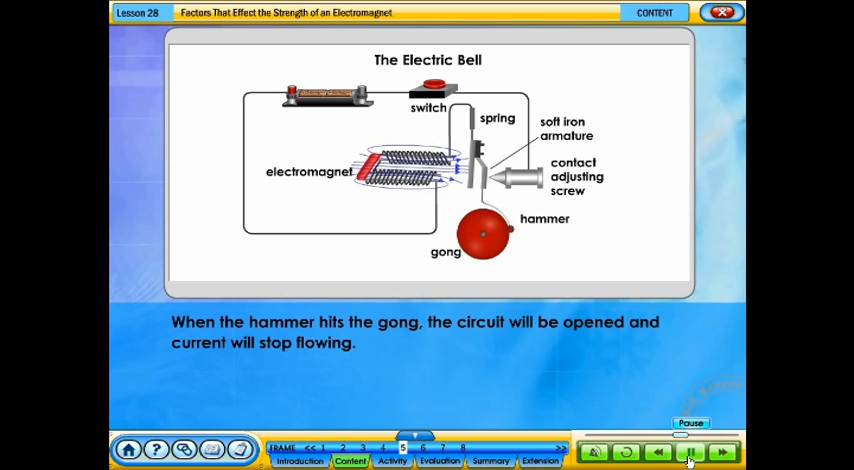 Lesson 28
Factors That Effect the Strength of an Electromagnet
CONTENT
The Electric Bell
switch
spring
soft iron
armature
electromagnet
contact
adjusting
screw
hammer
gong
When the hammer hits the gong, the circuit will be opened and
current will stop flowing.
Pause
FRAME << 1 2 3 4 5 6 7 8 >>
Introduction Content Activity Evaluation Summary Extension